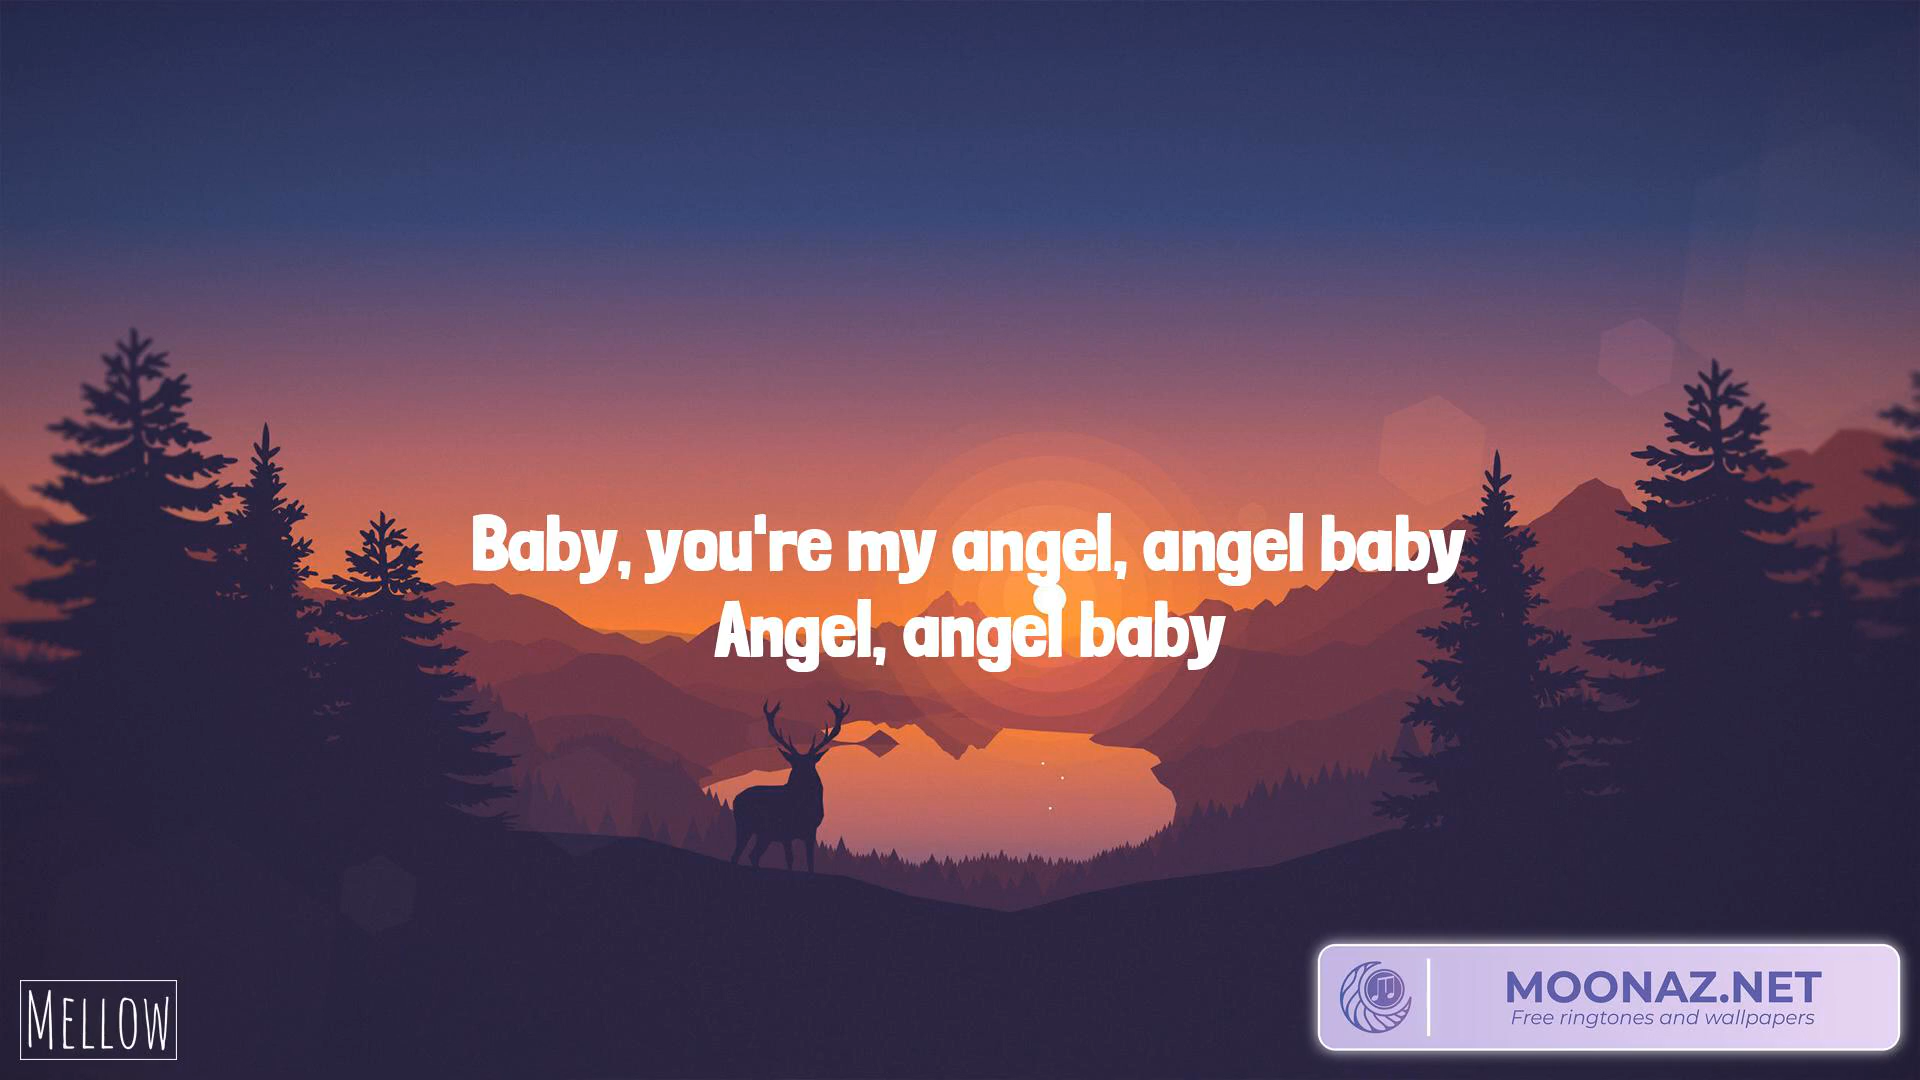 Baby, you're my angel, angel baby
Angel, angel baby
MELLOW
MOONAZ.NET
Free ringtones and wallpapers